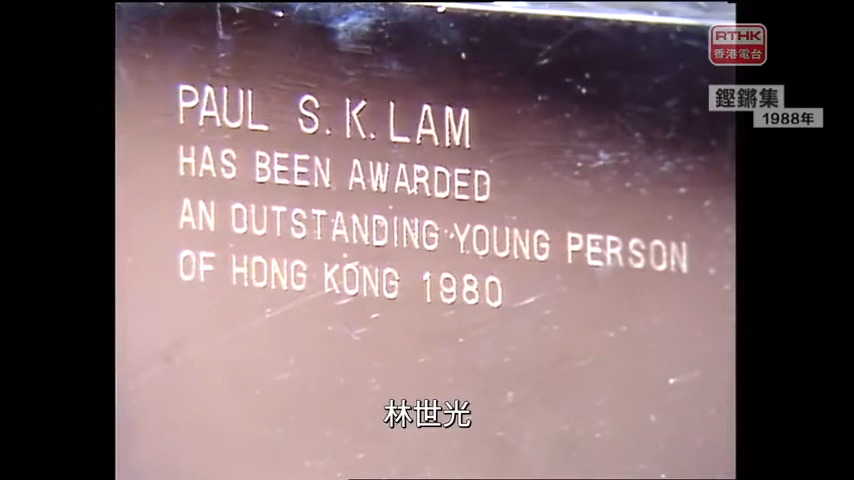 RTHK
香港電台
鏗鏘集
1988年
PAUL S. K. LAM
HAS BEEN AWARDED
AN OUTSTANDING YOUNG PERSON
OF HONG KONG 1980
林世光